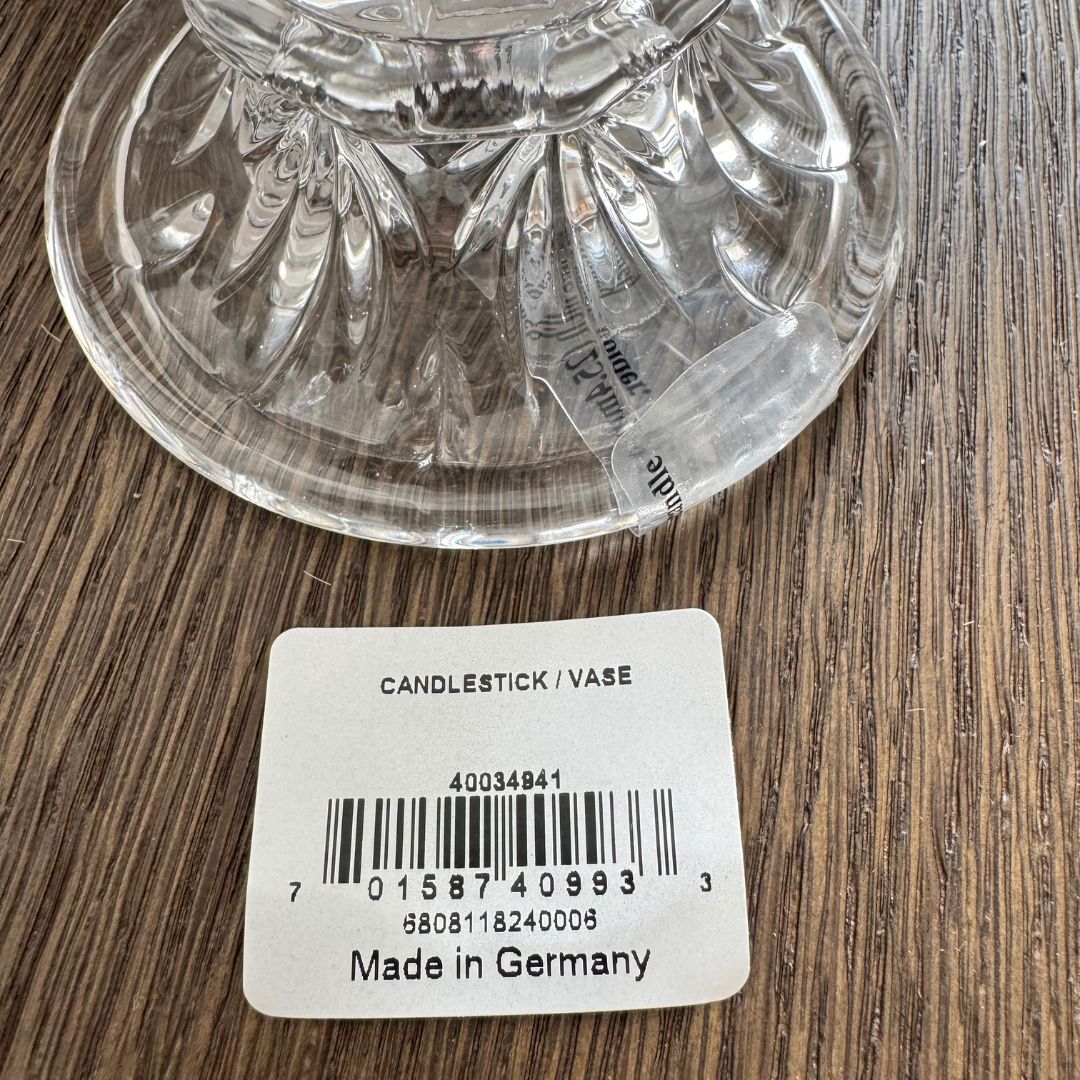 CANDLESTICK / VASE
40034941
7 01587 40993 3
6808118240006
Made in Germany